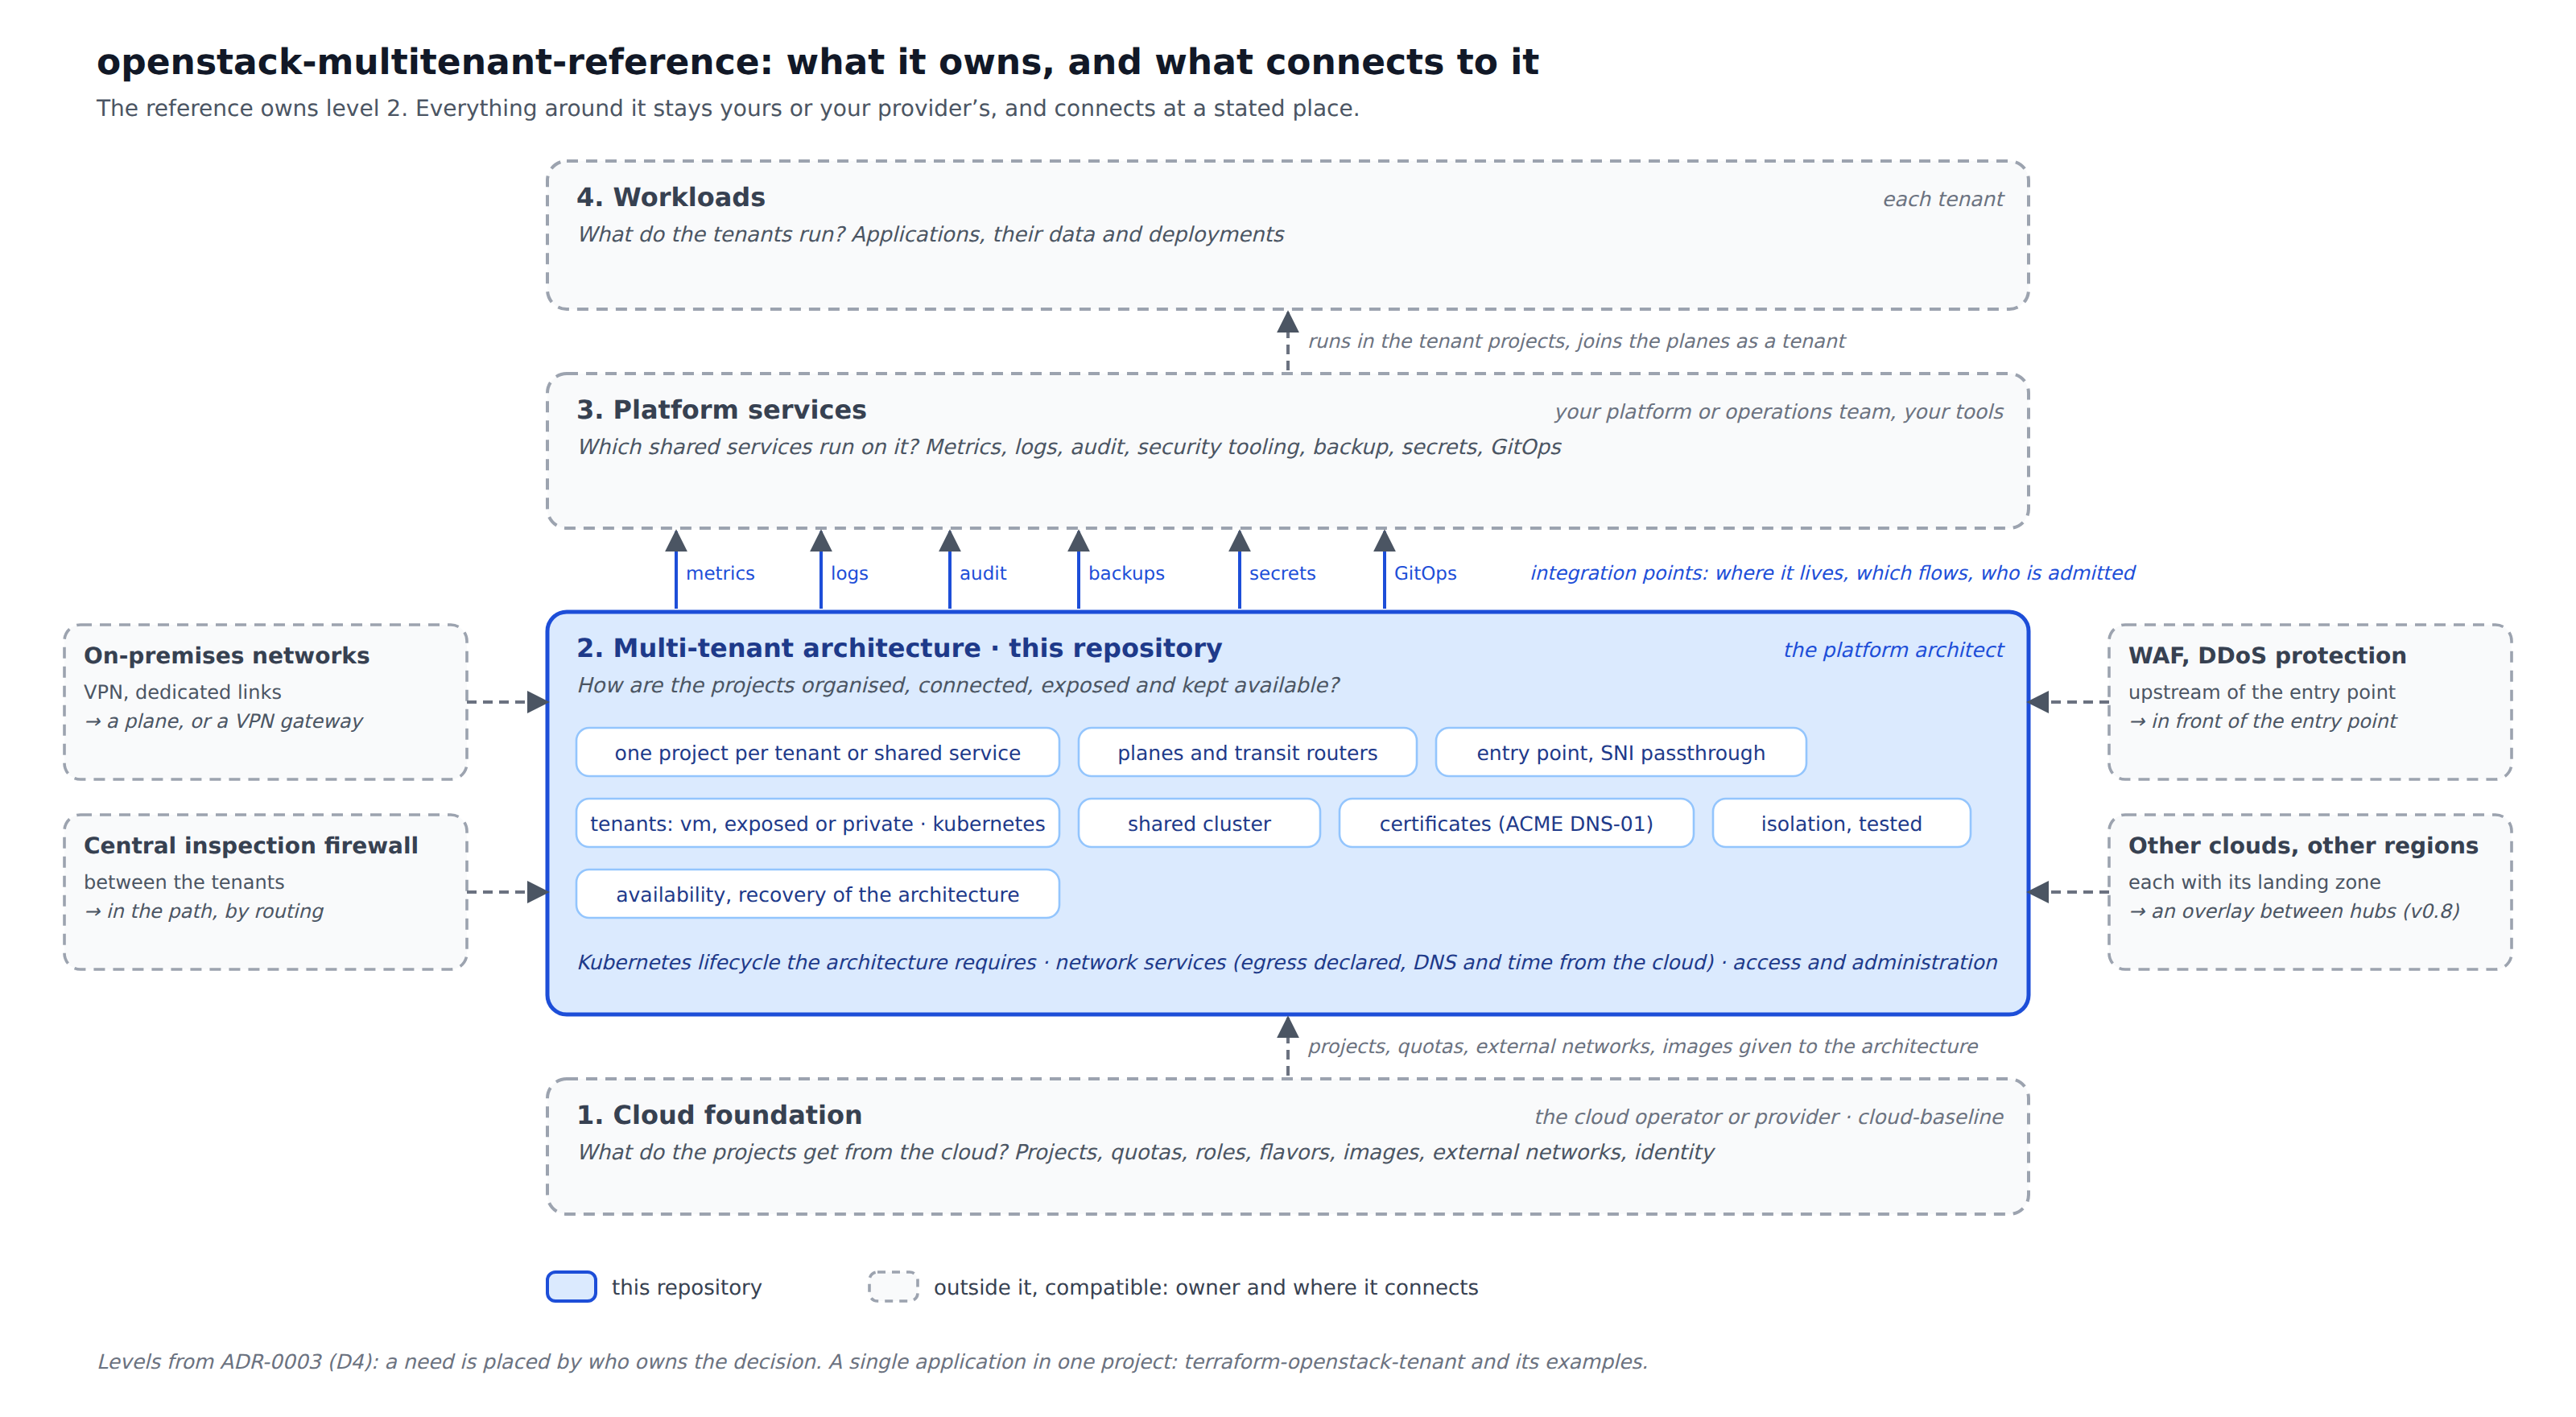 openstack-multitenant-reference: what it owns, and what connects to it
The reference owns level 2. Everything around it stays yours or your provider’s, and connects at a stated place.
4. Workloads
each tenant
What do the tenants run? Applications, their data and deployments
runs in the tenant projects, joins the planes as a tenant
3. Platform services
your platform or operations team, your tools
Which shared services run on it? Metrics, logs, audit, security tooling, backup, secrets, GitOps
metrics
logs
audit
backups
secrets
GitOps
integration points: where it lives, which flows, who is admitted
On-premises networks
VPN, dedicated links
→ a plane, or a VPN gateway
Central inspection firewall
between the tenants
→ in the path, by routing
2. Multi-tenant architecture · this repository
the platform architect
How are the projects organised, connected, exposed and kept available?
one project per tenant or shared service
planes and transit routers
entry point, SNI passthrough
tenants: vm, exposed or private · kubernetes
shared cluster
certificates (ACME DNS-01)
isolation, tested
availability, recovery of the architecture
Kubernetes lifecycle the architecture requires · network services (egress declared, DNS and time from the cloud) · access and administration
WAF, DDoS protection
upstream of the entry point
→ in front of the entry point
Other clouds, other regions
each with its landing zone
→ an overlay between hubs (v0.8)
projects, quotas, external networks, images given to the architecture
1. Cloud foundation
the cloud operator or provider · cloud-baseline
What do the projects get from the cloud? Projects, quotas, roles, flavors, images, external networks, identity
this repository
outside it, compatible: owner and where it connects
Levels from ADR-0003 (D4): a need is placed by who owns the decision. A single application in one project: terraform-openstack-tenant and its examples.